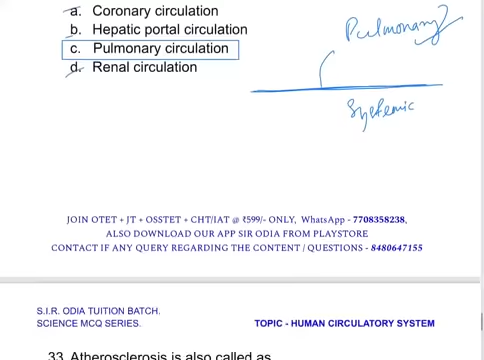 a. Coronary circulation
b. Hepatic portal circulation
c. Pulmonary circulation
d. Renal circulation
Pulmonary
Systemic
JOIN OTET + JT + OSSTET + CHT/IAT @ ₹599/- ONLY, WhatsApp - 7708358238,
ALSO DOWNLOAD OUR APP SIR ODIA FROM PLAYSTORE
CONTACT IF ANY QUERY REGARDING THE CONTENT / QUESTIONS - 8480647155
S.I.R. ODIA TUITION BATCH.
SCIENCE MCQ SERIES. TOPIC - HUMAN CIRCULATORY SYSTEM
33. Atherosclerosis is also called as